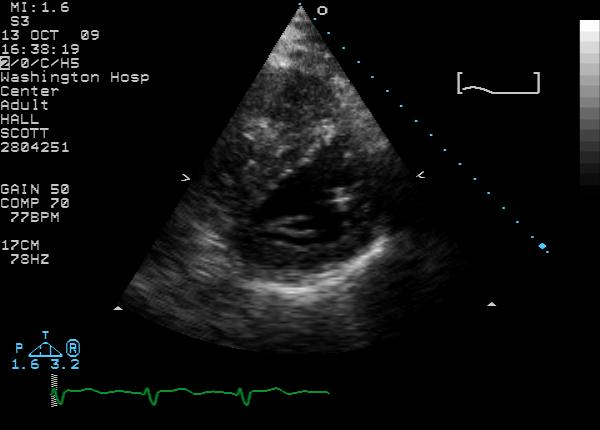 MI:1.6
S3
13 OCT 09
16:38:19
2/0/C/H5
Washington Hosp
Center
Adult
HALL
SCOTT
2804251
GAIN 50
COMP 70
77BPM
17CM
78HZ
T
P R
1.6 3.2